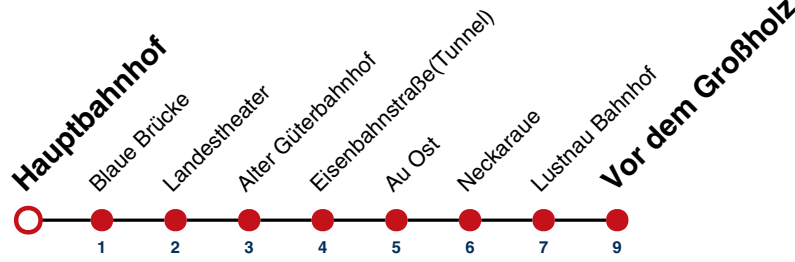 Hauptbahnhof
Blaue Brücke
Landestheater
Alter Güterbahnhof
Eisenbahnstraße(Tunnel)
Au Ost
Neckaraue
Lustnau Bahnhof
Vor dem Großholz
1 2 3 4 5 6 7 9